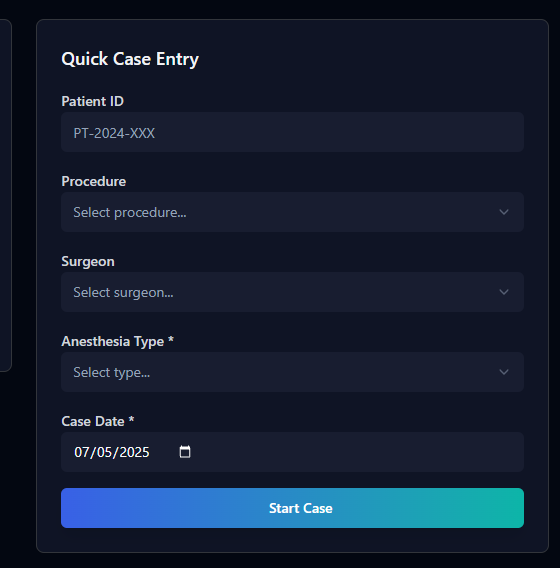 Quick Case Entry
Patient ID
PT-2024-XXX
Procedure
Select procedure...
Surgeon
Select surgeon...
Anesthesia Type *
Select type...
Case Date *
07/05/2025
Start Case